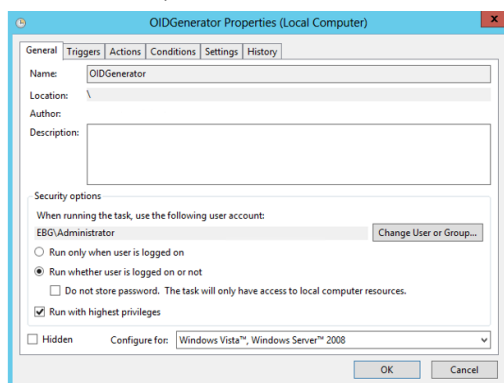 OIDGenerator Properties (Local Computer)
x
General Triggers Actions Conditions Settings History
Name: OIDGenerator
Location: \
Author:
Description:
Security options
When running the task, use the following user account:
EBG\Administrator Change User or Group...
Run only when user is logged on
Run whether user is logged on or not
Do not store password. The task will only have access to local computer resources.
Run with highest privileges
Hidden Configure for: Windows Vista™, Windows Server™ 2008
OK Cancel